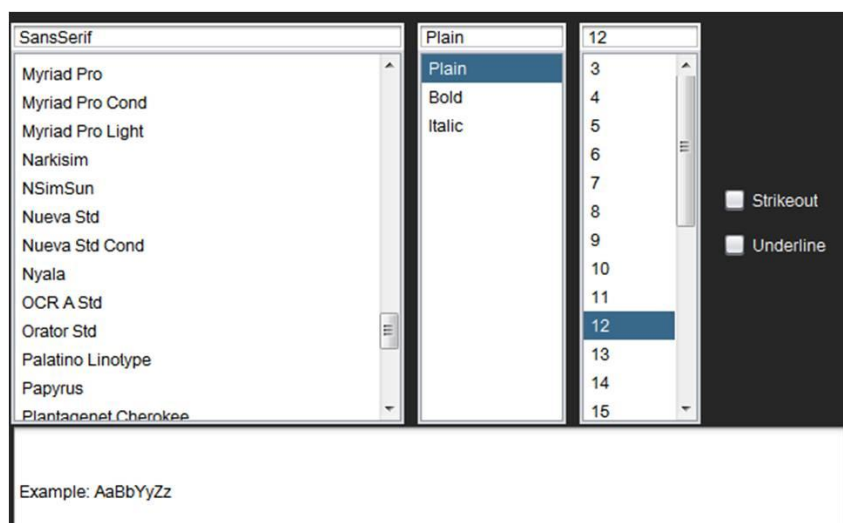 SansSerif
Myriad Pro
Myriad Pro Cond
Myriad Pro Light
Narkisim
NSimSun
Nueva Std
Nueva Std Cond
Nyala
OCR A Std
Orator Std
Palatino Linotype
Papyrus
Plantagenet Cherokee
Plain
Plain
Bold
Italic
12
3
4
5
6
7
8
9
10
11
12
13
14
15
Strikeout
Underline
Example: AaBbYyZz